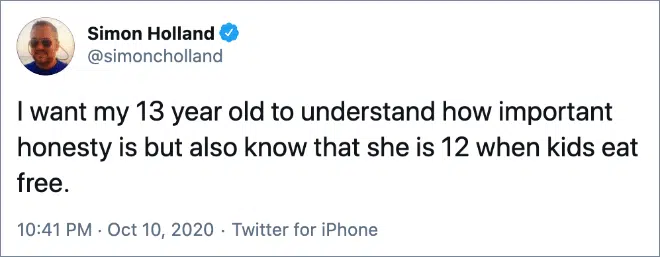 Simon Holland
@simoncholland
I want my 13 year old to understand how important
honesty is but also know that she is 12 when kids eat
free.
10:41 PM · Oct 10, 2020 · Twitter for iPhone